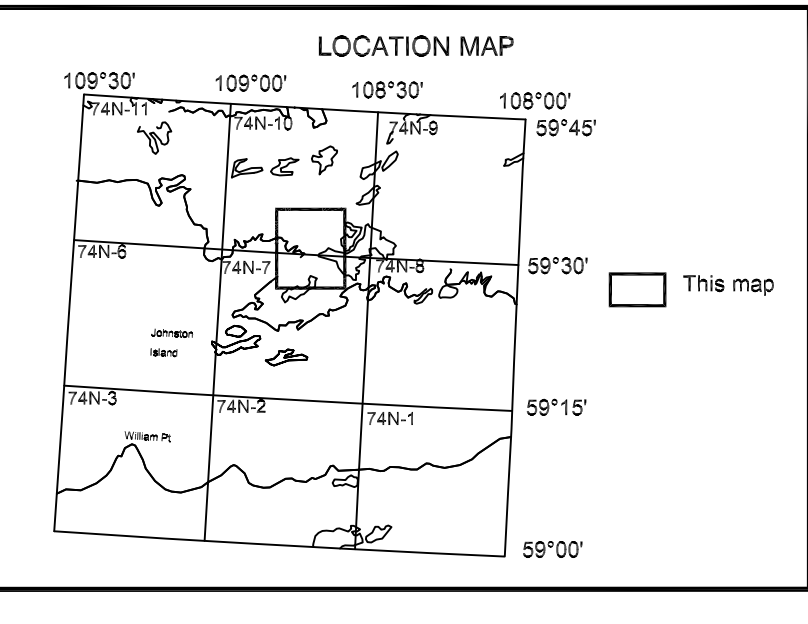 LOCATION MAP
109°30' 109°00' 108°30' 108°00'
74N-11 74N-10 74N-9 59°45'
74N-6 74N-7 74N-8 59°30'
This map
Johnston
Island
74N-3 74N-2 74N-1 59°15'
William Pt
59°00'